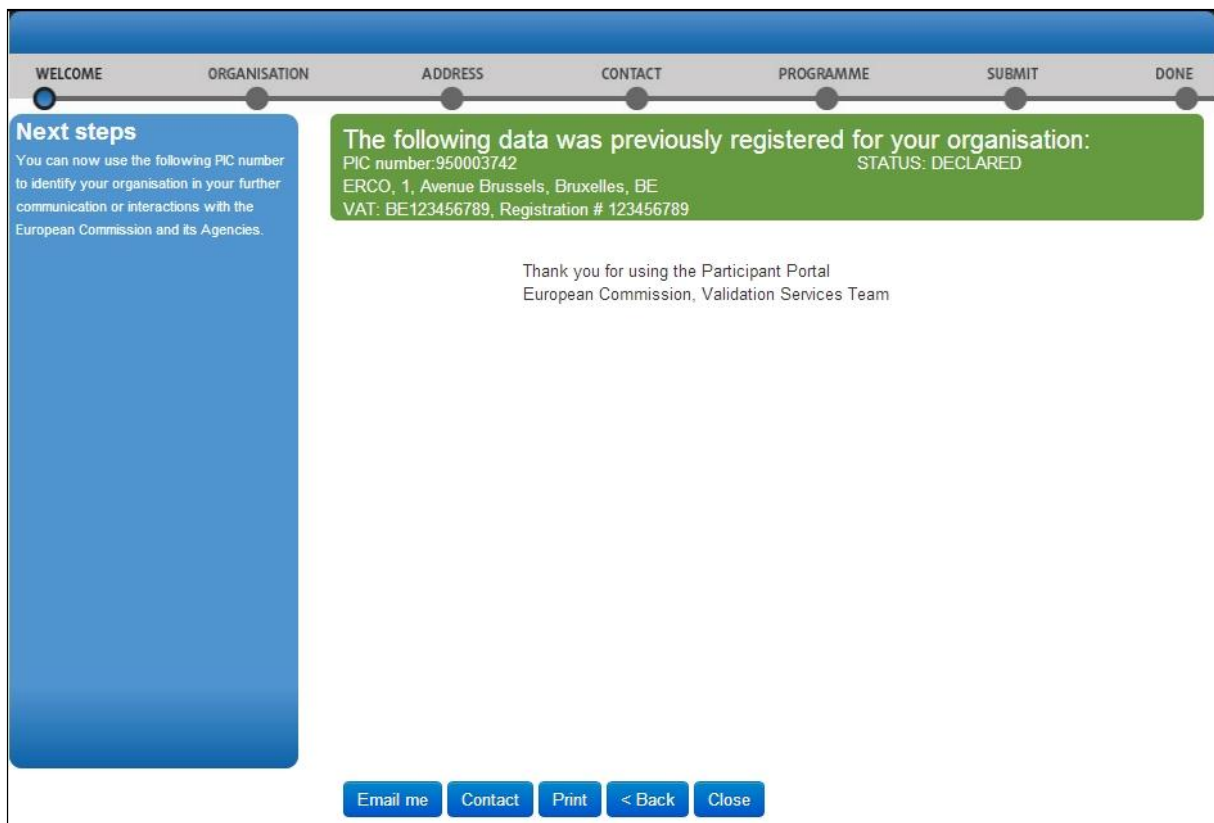 WELCOME ORGANISATION ADDRESS CONTACT PROGRAMME SUBMIT DONE
Next steps
You can now use the following PIC number
to identify your organisation in your further
communication or interactions with the
European Commission and its Agencies.
The following data was previously registered for your organisation:
PIC number:950003742 STATUS: DECLARED
ERCO, 1, Avenue Brussels, Bruxelles, BE
VAT: BE123456789, Registration # 123456789
Thank you for using the Participant Portal
European Commission, Validation Services Team
Email me Contact Print < Back Close